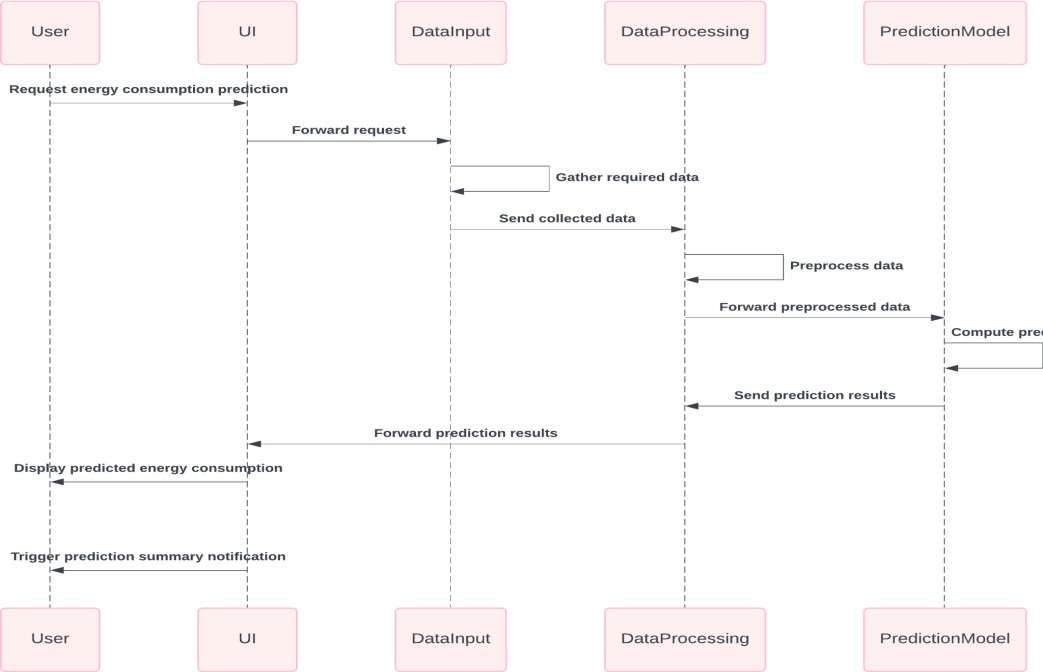 User
UI
DataInput
DataProcessing
PredictionModel
Request energy consumption prediction
Forward request
Gather required data
Send collected data
Preprocess data
Forward preprocessed data
Compute
Send prediction results
Forward prediction results
Display predicted energy consumption
Trigger prediction summary notification
User
UI
DataInput
DataProcessing
PredictionModel